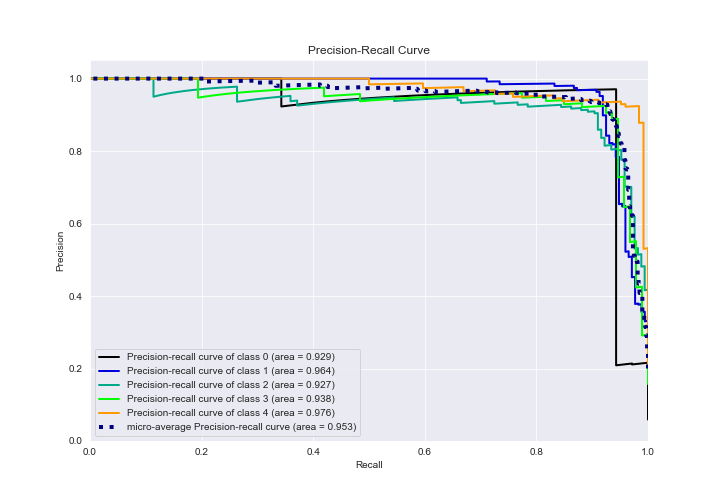 Precision-Recall Curve
1.0
0.8
0.6
0.4
0.2
0.0
Precision
Precision-recall curve of class 0 (area = 0.929)
Precision-recall curve of class 1 (area = 0.964)
Precision-recall curve of class 2 (area = 0.927)
Precision-recall curve of class 3 (area = 0.938)
Precision-recall curve of class 4 (area = 0.976)
micro-average Precision-recall curve (area = 0.953)
0.0 0.2 0.4 0.6 0.8 1.0
Recall